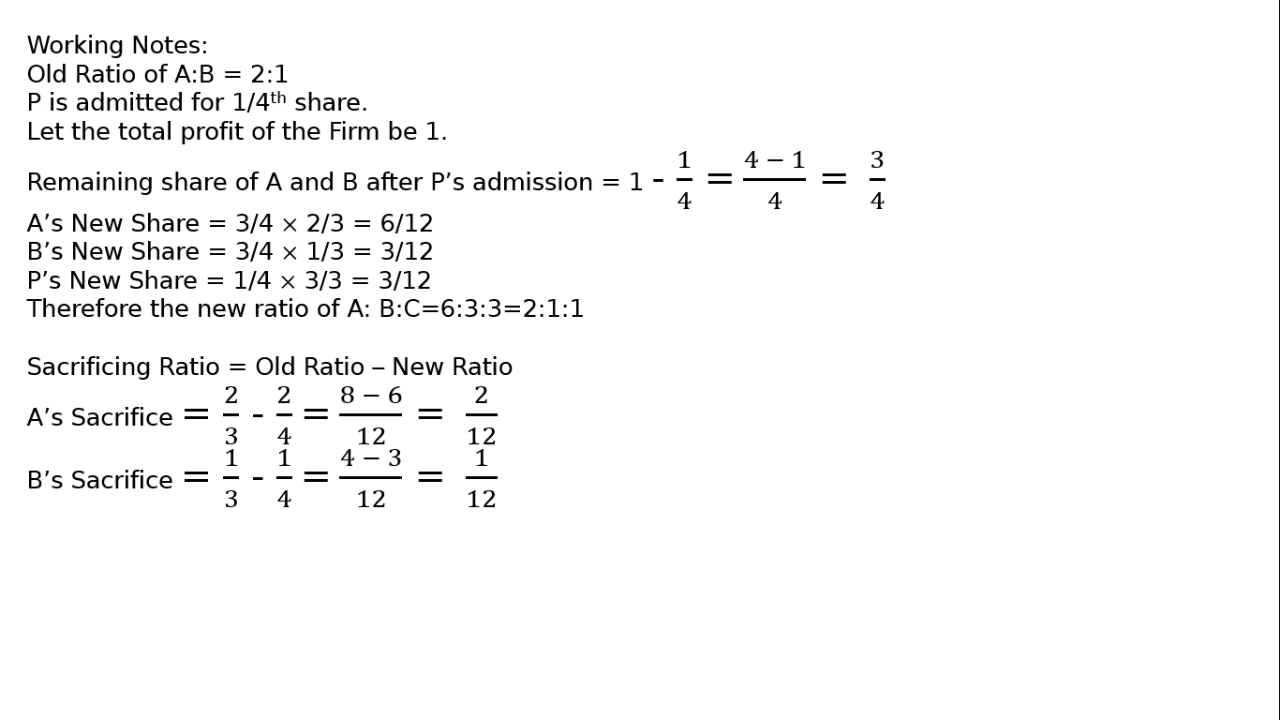 Working Notes:
Old Ratio of A:B = 2:1
P is admitted for 1/4th share.
Let the total profit of the Firm be 1.
Remaining share of A and B after P’s admission = 1 - 1/4 = 4 − 1/4 = 3/4
A’s New Share = 3/4 × 2/3 = 6/12
B’s New Share = 3/4 × 1/3 = 3/12
P’s New Share = 1/4 × 3/3 = 3/12
Therefore the new ratio of A: B:C=6:3:3=2:1:1
Sacrificing Ratio = Old Ratio – New Ratio
A’s Sacrifice = 2/3 - 2/4 = 8 − 6/12 = 2/12
B’s Sacrifice = 1/3 - 1/4 = 4 − 3/12 = 1/12